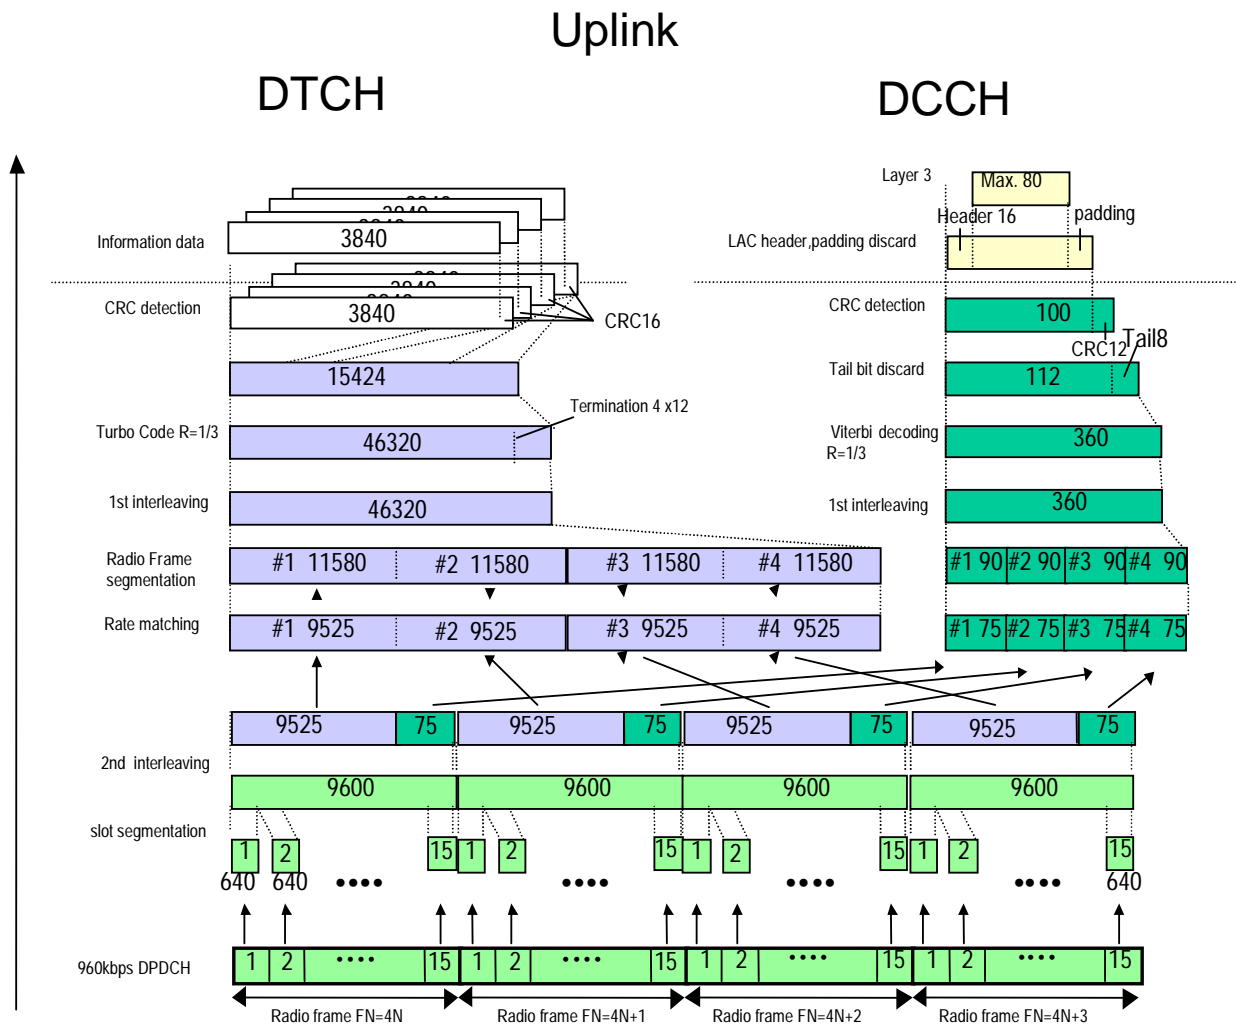 Uplink
DTCH
DCCH
Layer 3
Max. 80
Header 16
padding
Information data
3840
LAC header,padding discard
CRC detection
3840
CRC16
CRC detection
100
CRC12
Tail8
15424
Tail bit discard
112
Termination 4 x12
Turbo Code R=1/3
46320
Viterbi decoding
R=1/3
360
1st interleaving
46320
1st interleaving
360
Radio Frame
segmentation
#1 11580
#2 11580
#3 11580
#4 11580
#1 90
#2 90
#3 90
#4 90
Rate matching
#1 9525
#2 9525
#3 9525
#4 9525
#1 75
#2 75
#3 75
#4 75
9525
75
9525
75
9525
75
9525
75
2nd interleaving
9600
9600
9600
9600
slot segmentation
1
2
15
1
2
15
1
2
15
1
2
15
640
640
640
960kbps DPDCH
1
2
15
1
2
15
1
2
15
1
2
15
Radio frame FN=4N
Radio frame FN=4N+1
Radio frame FN=4N+2
Radio frame FN=4N+3